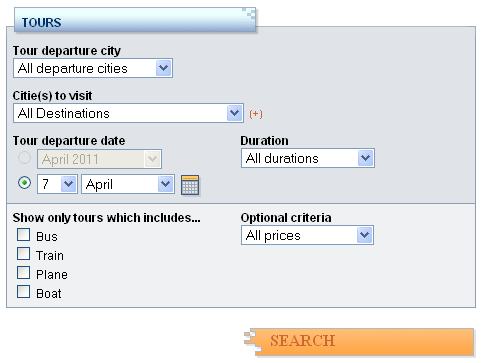 TOURS
Tour departure city
All departure cities
Citie(s) to visit
All Destinations (+)
Tour departure date Duration
April 2011 All durations
7 April
Show only tours which includes... Optional criteria
Bus All prices
Train
Plane
Boat
SEARCH